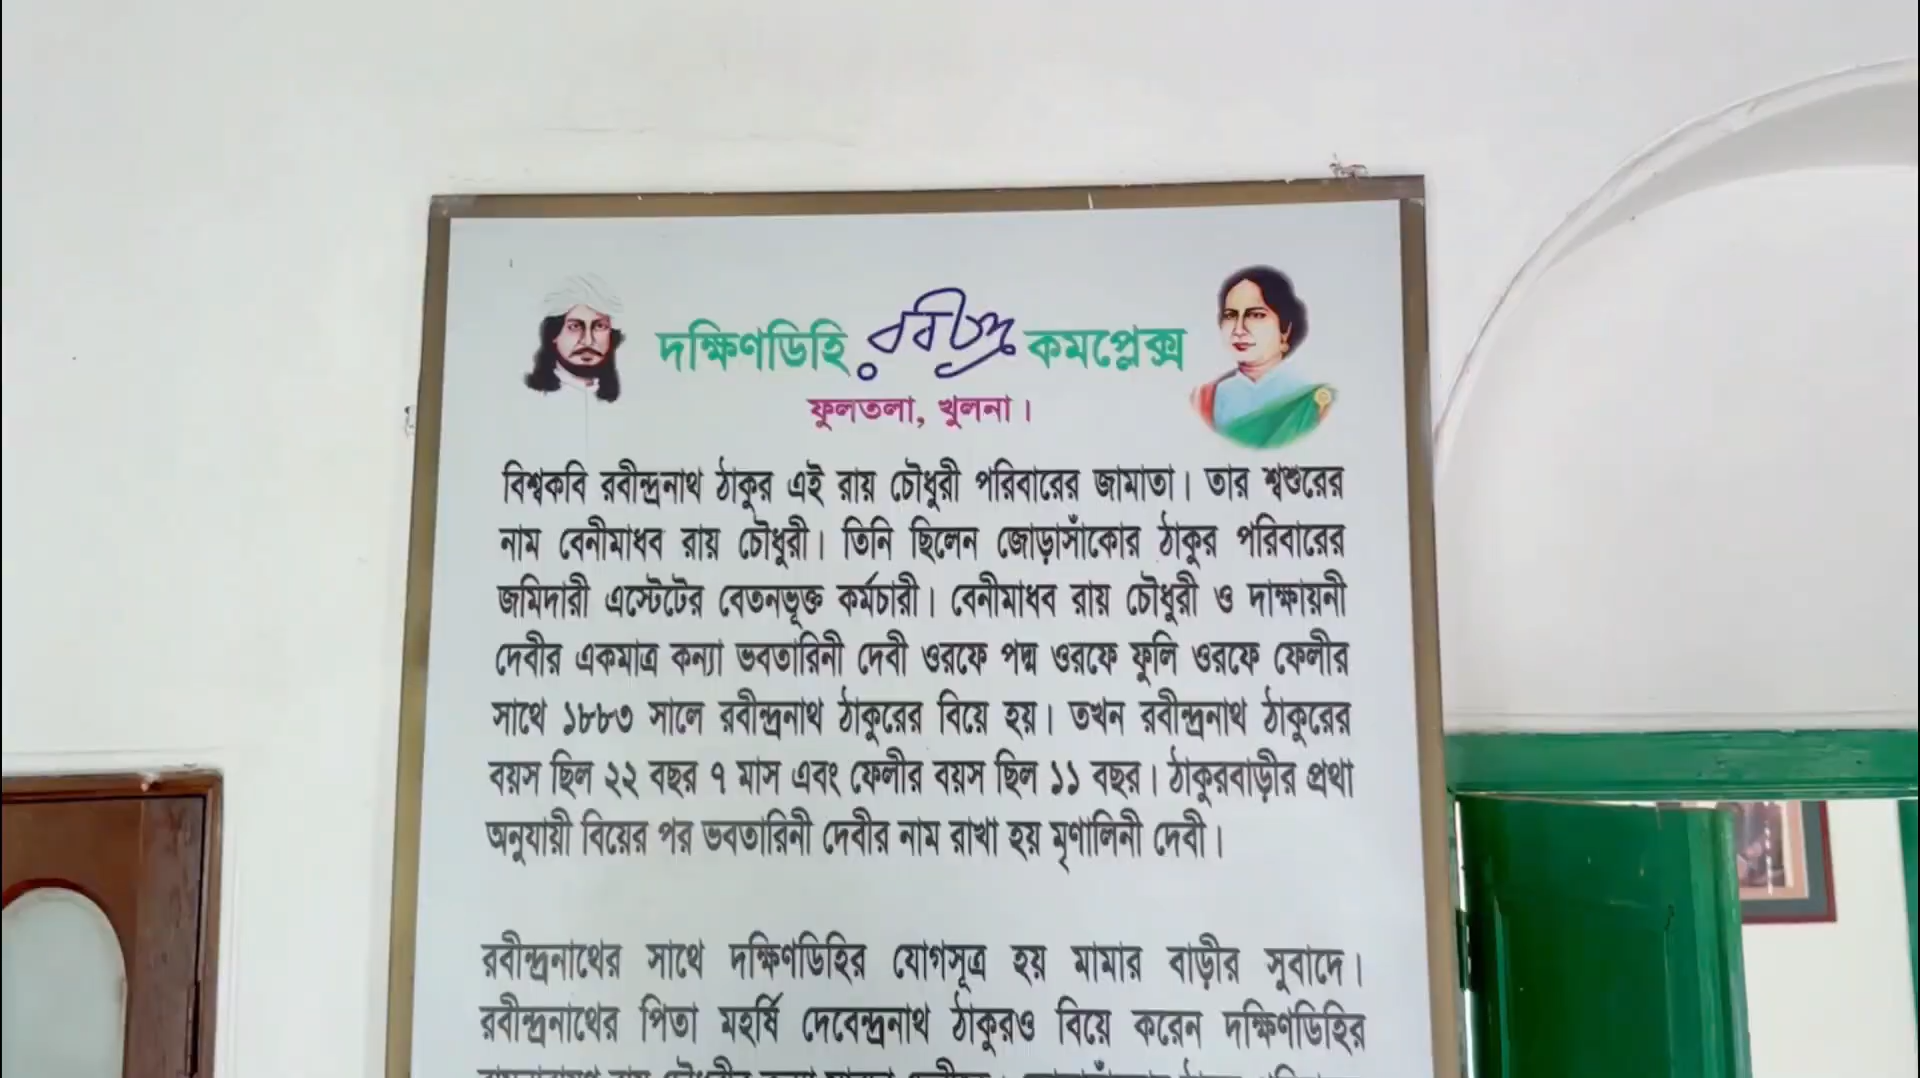 দক্ষিণডিহি রবীন্দ্র কমপ্লেক্স
ফুলতলা, খুলনা।
বিশ্বকবি রবীন্দ্রনাথ ঠাকুর এই রায় চৌধুরী পরিবারের জামাতা। তার শ্বশুরের
নাম বেনীমাধব রায় চৌধুরী। তিনি ছিলেন জোড়াসাঁকোর ঠাকুর পরিবারের
জমিদারী এস্টেটের বেতনভূক্ত কর্মচারী। বেনীমাধব রায় চৌধুরী ও দাক্ষায়নী
দেবীর একমাত্র কন্যা ভবতারিনী দেবী ওরফে পদ্ম ওরফে ফুলি ওরফে ফেলীর
সাথে ১৮৮৩ সালে রবীন্দ্রনাথ ঠাকুরের বিয়ে হয়। তখন রবীন্দ্রনাথ ঠাকুরের
বয়স ছিল ২২ বছর ৭ মাস এবং ফেলীর বয়স ছিল ১১ বছর। ঠাকুরবাড়ীর প্রথা
অনুযায়ী বিয়ের পর ভবতারিনী দেবীর নাম রাখা হয় মৃণালিনী দেবী।
রবীন্দ্রনাথের সাথে দক্ষিণডিহির যোগসূত্র হয় মামার বাড়ীর সুবাদে।
রবীন্দ্রনাথের পিতা মহর্ষি দেবেন্দ্রনাথ ঠাকুরও বিয়ে করেন দক্ষিণডিহির